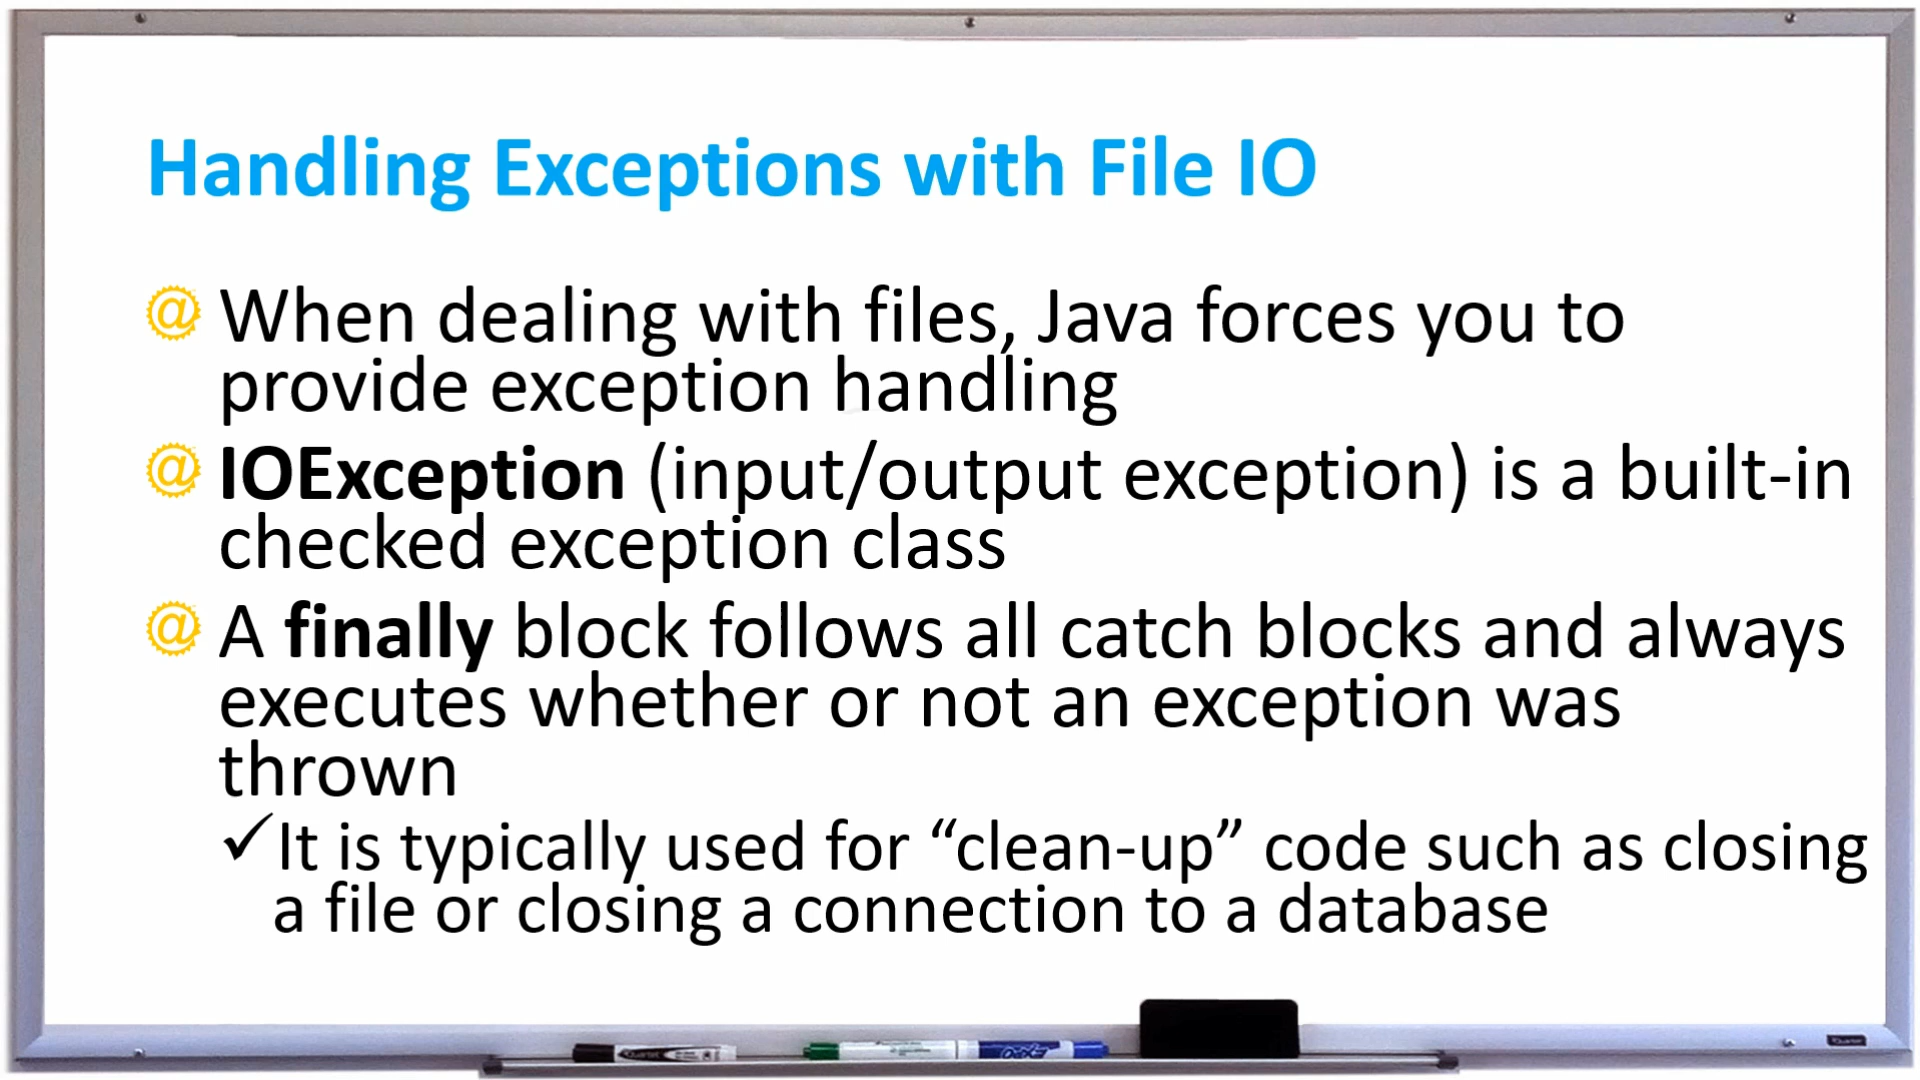 Handling Exceptions with File IO
@ When dealing with files, Java forces you to
provide exception handling
@ IOException (input/output exception) is a built-in
checked exception class
@ A finally block follows all catch blocks and always
executes whether or not an exception was
thrown
✓It is typically used for “clean-up” code such as closing
a file or closing a connection to a database
Quartet
EXPO
Quartet